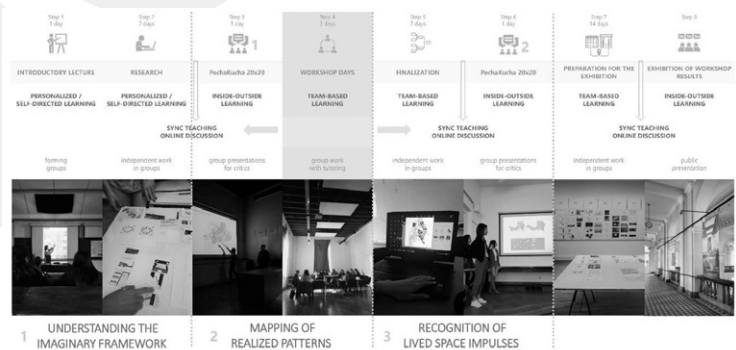 Step 1
1 day
Step 2
7 days
Step 3
1 day
Step 4
Step 5
7 days
Step 6
1 day
Step 7
14 days
Step 8
1
2
INTRODUCTORY LECTURE
RESEARCH
PechaKucha 20x20
WORKSHOP DAYS
FINALIZATION
PechaKucha 20x20
PREPARATION FOR THE
EXHIBITION
EXHIBITION OF WORKSHOP
RESULTS
PERSONALIZED /
SELF-DIRECTED LEARNING
PERSONALIZED /
SELF-DIRECTED LEARNING
INSIDE-OUTSIDE
LEARNING
TEAM-BASED
LEARNING
TEAM-BASED
LEARNING
INSIDE-OUTSIDE
LEARNING
TEAM-BASED
LEARNING
INSIDE-OUTSIDE
LEARNING
SYNC TEACHING
ONLINE DISCUSSION
SYNC TEACHING
ONLINE DISCUSSION
SYNC TEACHING
ONLINE DISCUSSION
forming
groups
independent work
in groups
group presentations
for critics
group work
with tutoring
independent work
in groups
group presentations
for critics
independent work
in groups
public
presentation
1 UNDERSTANDING THE
IMAGINARY FRAMEWORK
2 MAPPING OF
REALIZED PATTERNS
3 RECOGNITION OF
LIVED SPACE IMPULSES